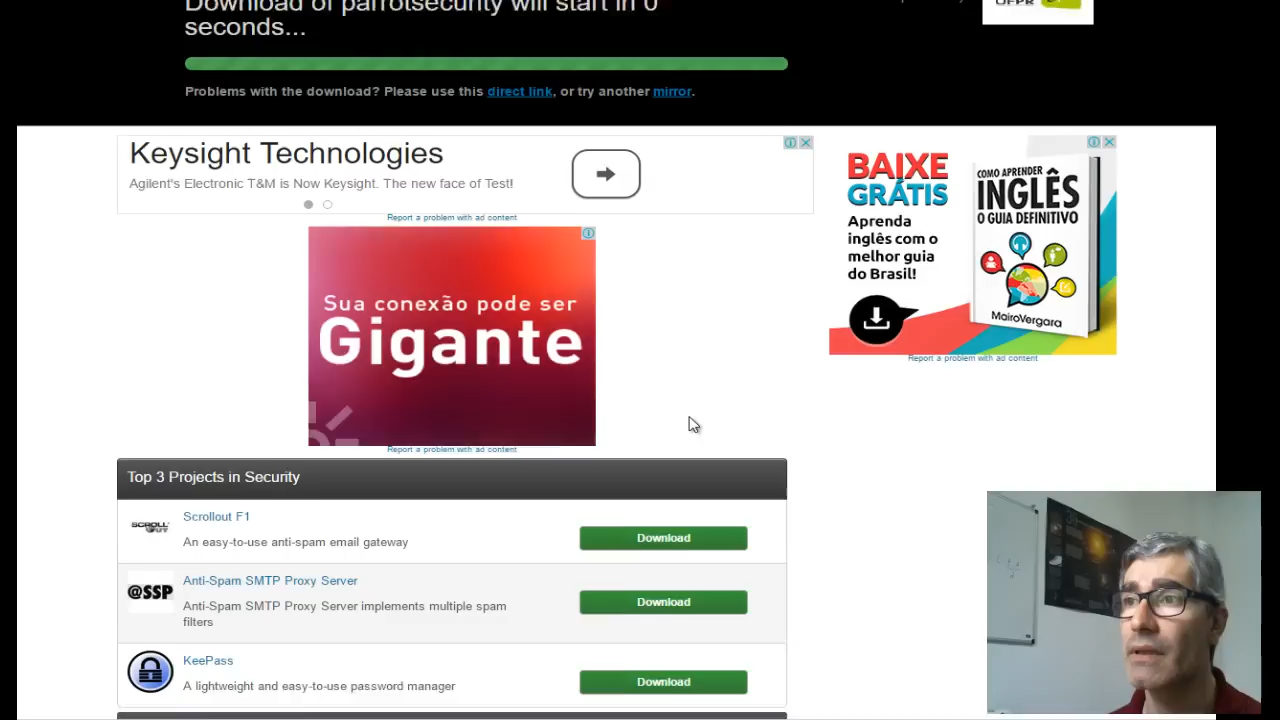 Download of parrotsecurity will start in 0
seconds...
UFPR
Problems with the download? Please use this direct link, or try another mirror.
Keysight Technologies
Agilent's Electronic T&M is Now Keysight. The new face of Test!
Report a problem with ad content
Sua conexão pode ser
Gigante
Report a problem with ad content
BAIXE
GRÁTIS
Aprenda
inglês com o
melhor guia
do Brasil!
COMO APRENDER
INGLÊS
O GUIA DEFINITIVO
MairoVergara
Report a problem with ad content
Top 3 Projects in Security
SCROLLOUT
Scrollout F1
An easy-to-use anti-spam email gateway
Download
@SSP
Anti-Spam SMTP Proxy Server
Anti-Spam SMTP Proxy Server implements multiple spam
filters
Download
KeePass
A lightweight and easy-to-use password manager
Download